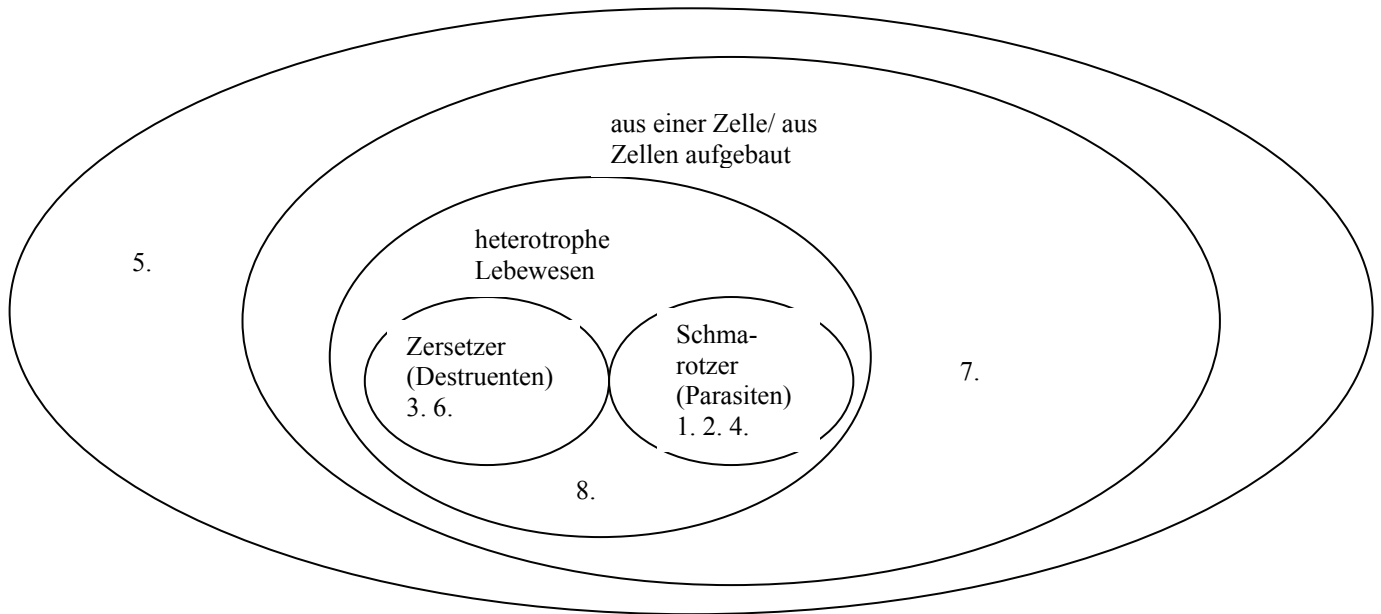 aus einer Zelle/ aus
Zellen aufgebaut
heterotrophe
Lebewesen
5.
Zersetzer
(Destruenten)
3. 6.
Schma-
rotzer
(Parasiten)
1. 2. 4.
7.
8.